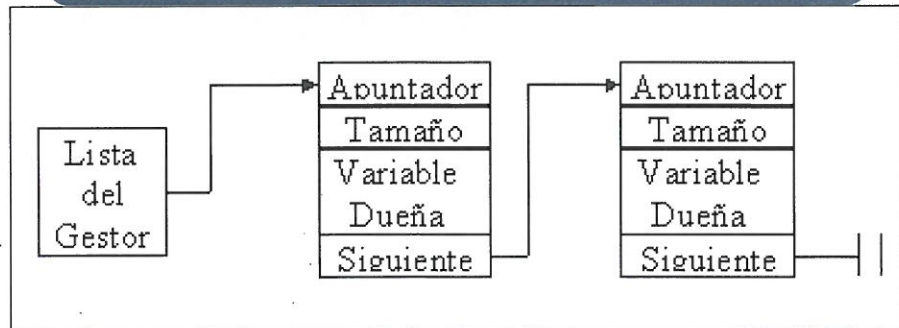 Lista
del
Gestor
Apuntador
Tamaño
Variable
Dueña
Siguiente
Apuntador
Tamaño
Variable
Dueña
Siguiente